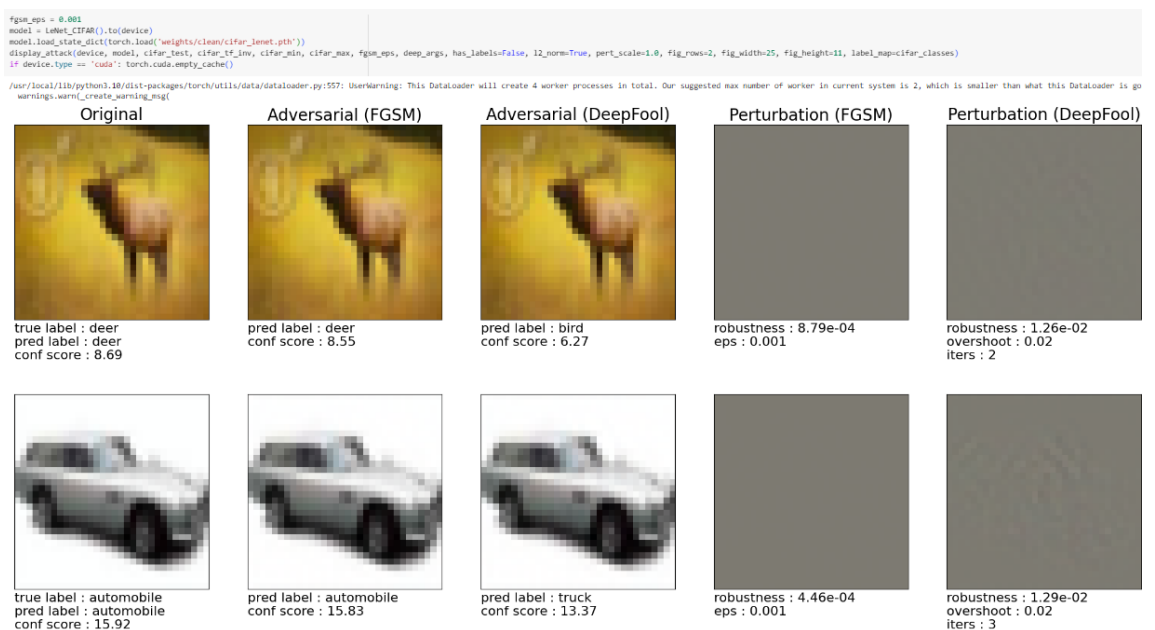 fgsm_eps = 0.001
model = LeNet_CIFAR().to(device)
model.load_state_dict(torch.load('weights/clean/cifar_lenet.pth'))
display_attack(device, model, cifar_test, cifar_tf_inv, cifar_min, cifar_max, fgsm_eps, deep_args, has_labels=False, l2_norm=True, pert_scale=1.0, fig_rows=2, fig_width=25, fig_height=11, label_map=cifar_classes)
if device.type == 'cuda': torch.cuda.empty_cache()
/usr/local/lib/python3.10/dist-packages/torch/utils/data/dataloader.py:557: UserWarning: This DataLoader will create 4 worker processes in total. Our suggested max number of worker in current system is 2, which is smaller than what this DataLoader is go
warnings.warn(_create_warning_msg(
Original Adversarial (FGSM) Adversarial (DeepFool) Perturbation (FGSM) Perturbation (DeepFool)
true label : deer pred label : deer pred label : bird robustness : 8.79e-04 robustness : 1.26e-02
pred label : deer conf score : 8.55 conf score : 6.27 eps : 0.001 overshoot : 0.02
conf score : 8.69 iters : 2
true label : automobile pred label : automobile pred label : truck robustness : 4.46e-04 robustness : 1.29e-02
pred label : automobile conf score : 15.83 conf score : 13.37 eps : 0.001 overshoot : 0.02
conf score : 15.92 iters : 3